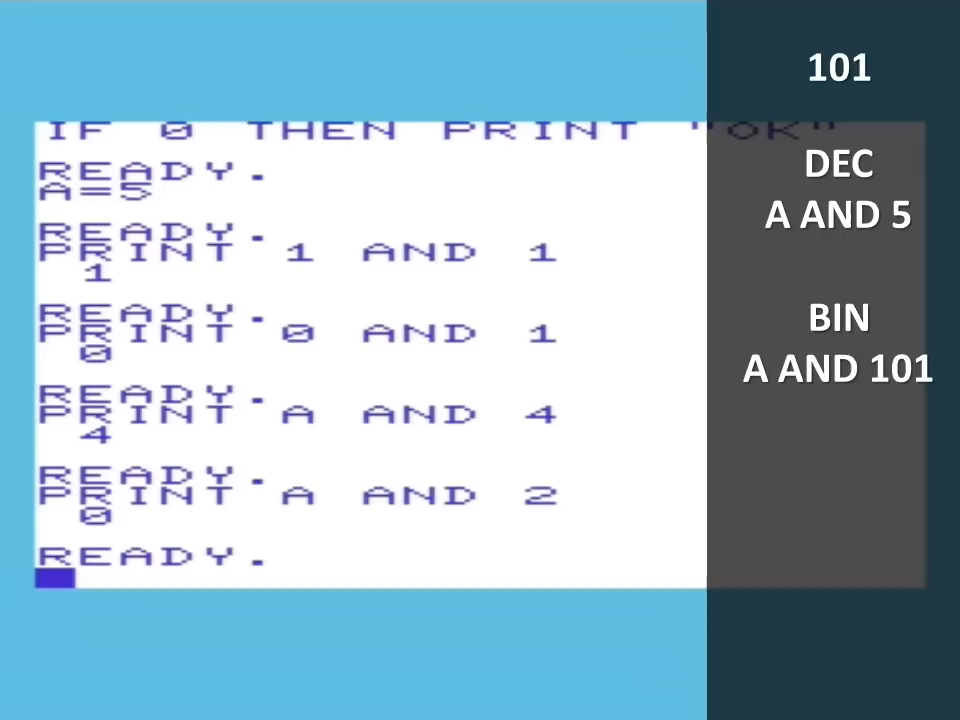 IF 0 THEN PRINT "OK"
READY.
A=5
READY.
PRINT 1 AND 1
1
READY.
PRINT 0 AND 1
0
READY.
PRINT A AND 4
4
READY.
PRINT A AND 2
0
READY.
101
DEC
A AND 5
BIN
A AND 101